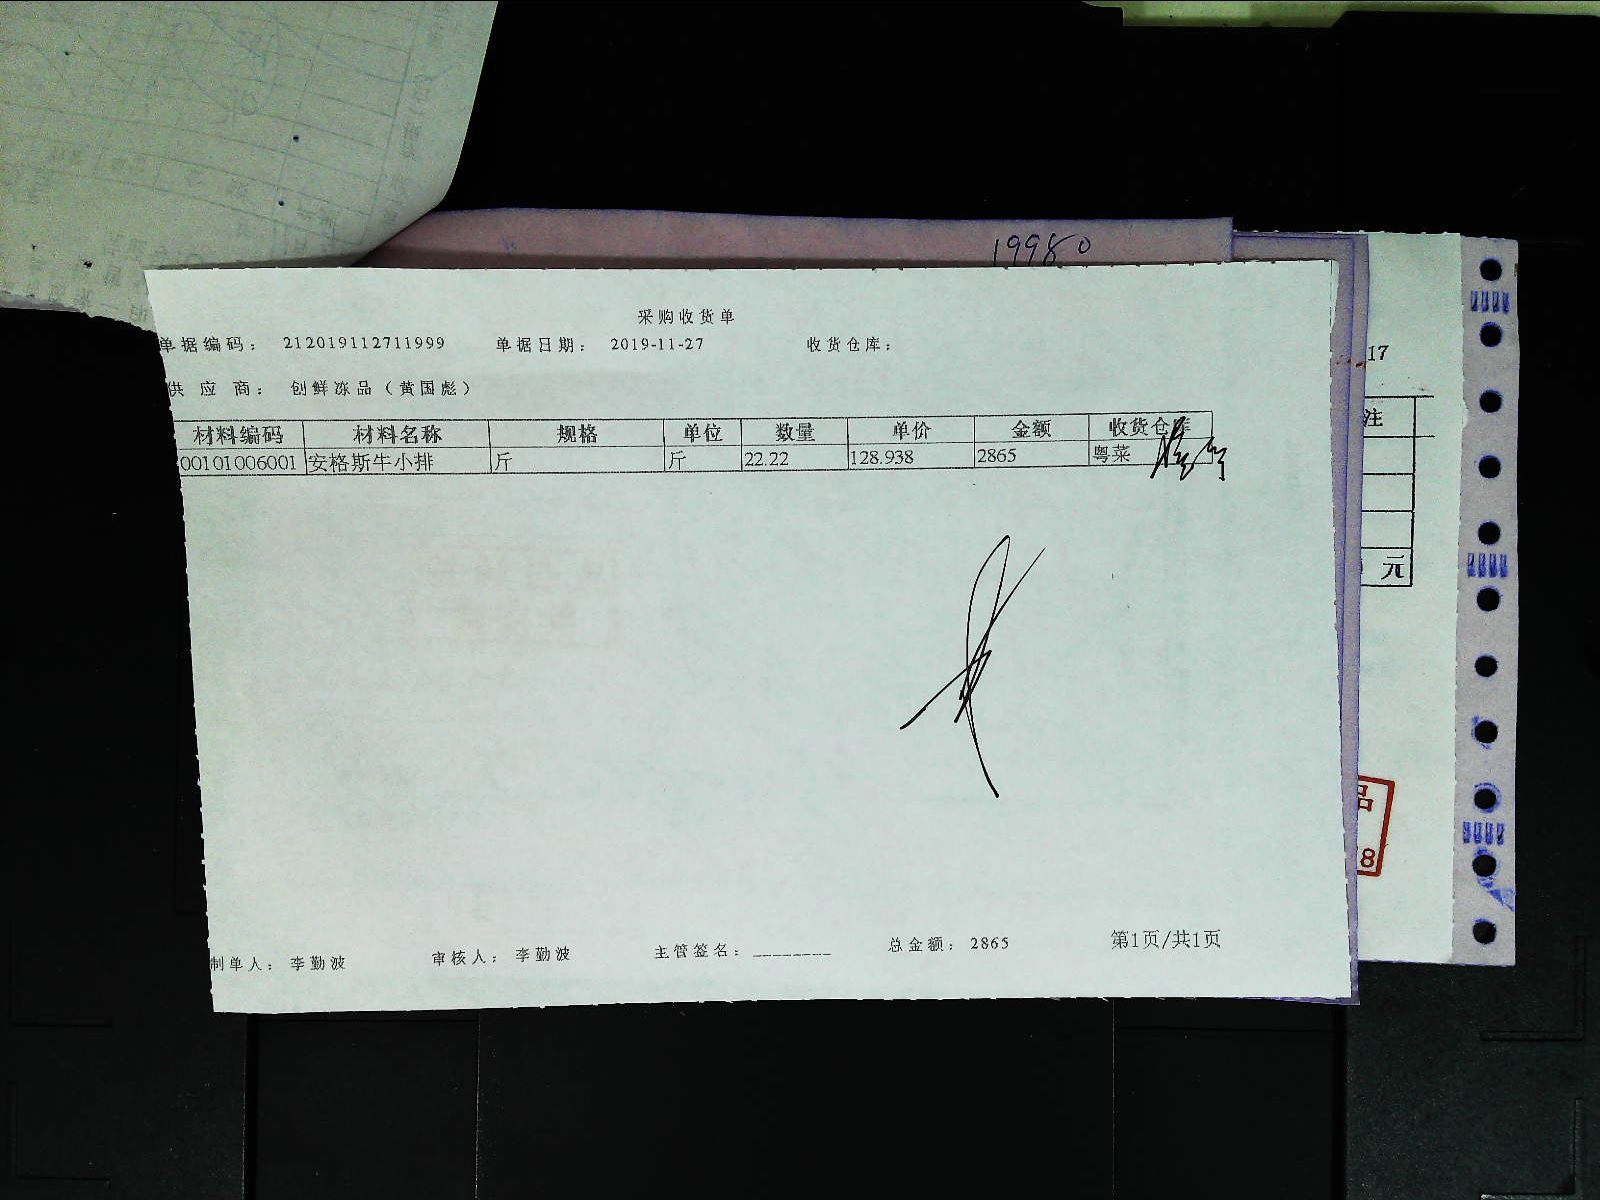 19980
采购收货单
单据编码： 212019112711999 单据日期： 2019-11-27 收货仓库：
17
供应商： 创鲜冻品（黄国彪）
材料编码 材料名称 规格 单位 数量 单价 金额 收货仓库
注
00101006001 安格斯牛小排 斤 斤 22.22 128.938 2865 粤菜
元
品
8
制单人： 李勤波 审核人： 李勤波 主管签名：________ 总金额： 2865 第1页/共1页